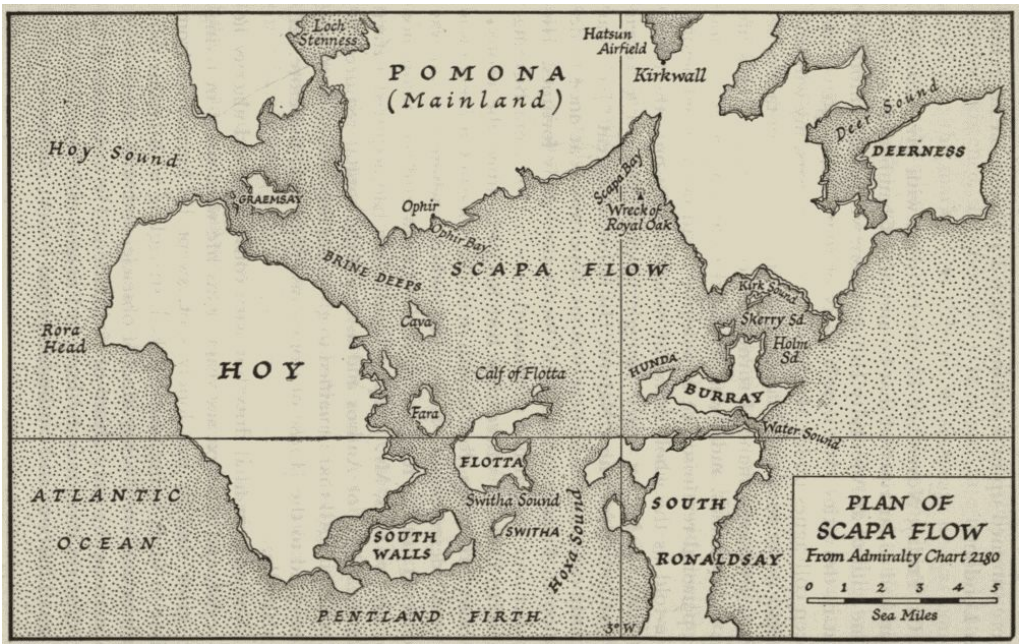 Loch
Stenness
Hatsun
Airfield
Kirkwall
POMONA
(Mainland)
Deer Sound
DEERNESS
Hoy Sound
GRAEMSAY
Scapa Bay
Wreck of
Royal Oak
Ophir
Ophir Bay
BRINE DEEPS
SCAPA FLOW
Kirk Sound
Skerry Sd.
Holm
Sd.
Cava
Rora
Head
HOY
Calf of Flotta
HUNDA
BURRAY
Fara
Water Sound
FLOTTA
ATLANTIC
OCEAN
Switha Sound
SWITHA
Hoxa Sound
SOUTH
WALLS
SOUTH
RONALDSAY
PENTLAND FIRTH
3° W
PLAN OF
SCAPA FLOW
From Admiralty Chart 2180
0 1 2 3 4 5
Sea Miles